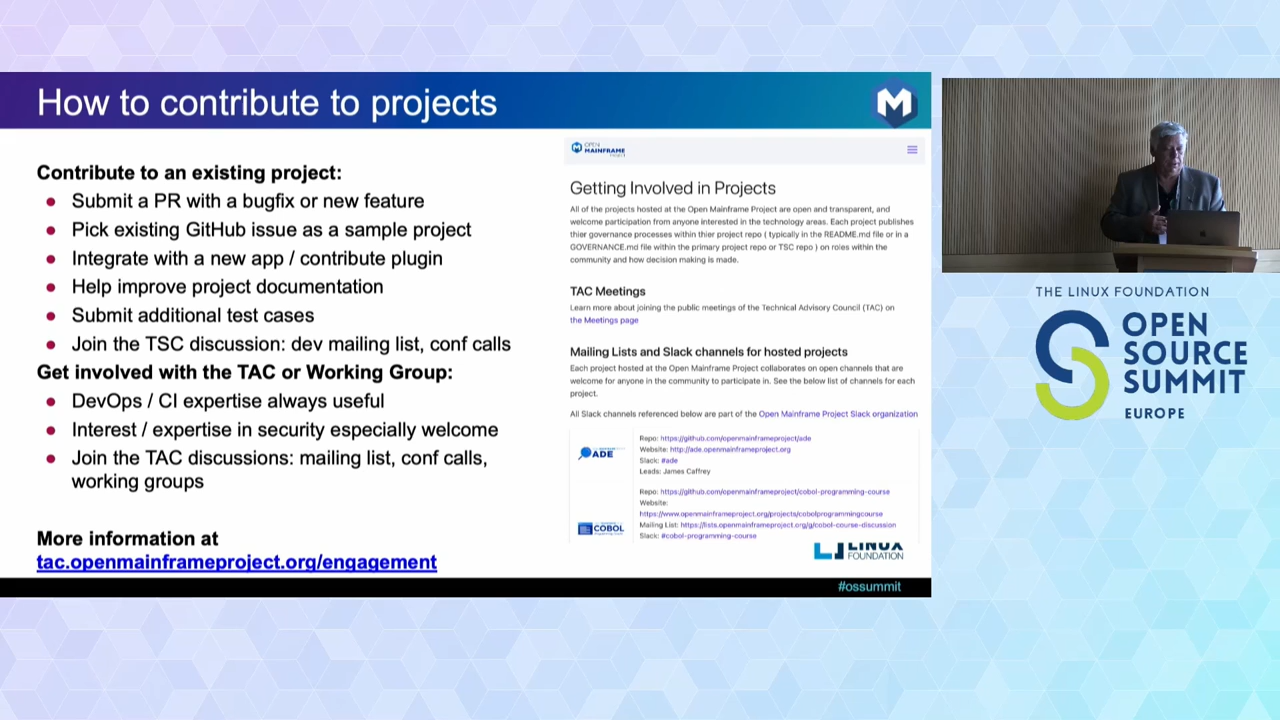 How to contribute to projects
M
Contribute to an existing project:
Submit a PR with a bugfix or new feature
Pick existing GitHub issue as a sample project
Integrate with a new app / contribute plugin
Help improve project documentation
Submit additional test cases
Join the TSC discussion: dev mailing list, conf calls
Get involved with the TAC or Working Group:
DevOps / CI expertise always useful
Interest / expertise in security especially welcome
Join the TAC discussions: mailing list, conf calls,
working groups
More information at
tac.openmainframeproject.org/engagement
OPEN
MAINFRAME
PROJECT
Getting Involved in Projects
All of the projects hosted at the Open Mainframe Project are open and transparent, and
welcome participation from anyone interested in the technology areas. Each project publishes
thier governance processes within thier project repo ( typically in the README.md file or in a
GOVERNANCE.md file within the primary project repo or TSC repo ) on roles within the
community and how decision making is made.
TAC Meetings
Learn more about joining the public meetings of the Technical Advisory Council (TAC) on
the Meetings page
Mailing Lists and Slack channels for hosted projects
Each project hosted at the Open Mainframe Project collaborates on open channels that are
welcome for anyone in the community to participate in. See the below list of channels for each
project.
All Slack channels referenced below are part of the Open Mainframe Project Slack organization
ADE
Repo: https://github.com/openmainframeproject/ade
Website: http://ade.openmainframeproject.org
Slack: #ade
Leads: James Caffrey
COBOL
Repo: https://github.com/openmainframeproject/cobol-programming-course
Website:
https://www.openmainframeproject.org/projects/cobolprogrammingcourse
Mailing List: https://lists.openmainframeproject.org/g/cobol-course-discussion
Slack: #cobol-programming-course
LINUX
FOUNDATION
#ossummit
THE LINUX FOUNDATION
OPEN
SOURCE
SUMMIT
EUROPE